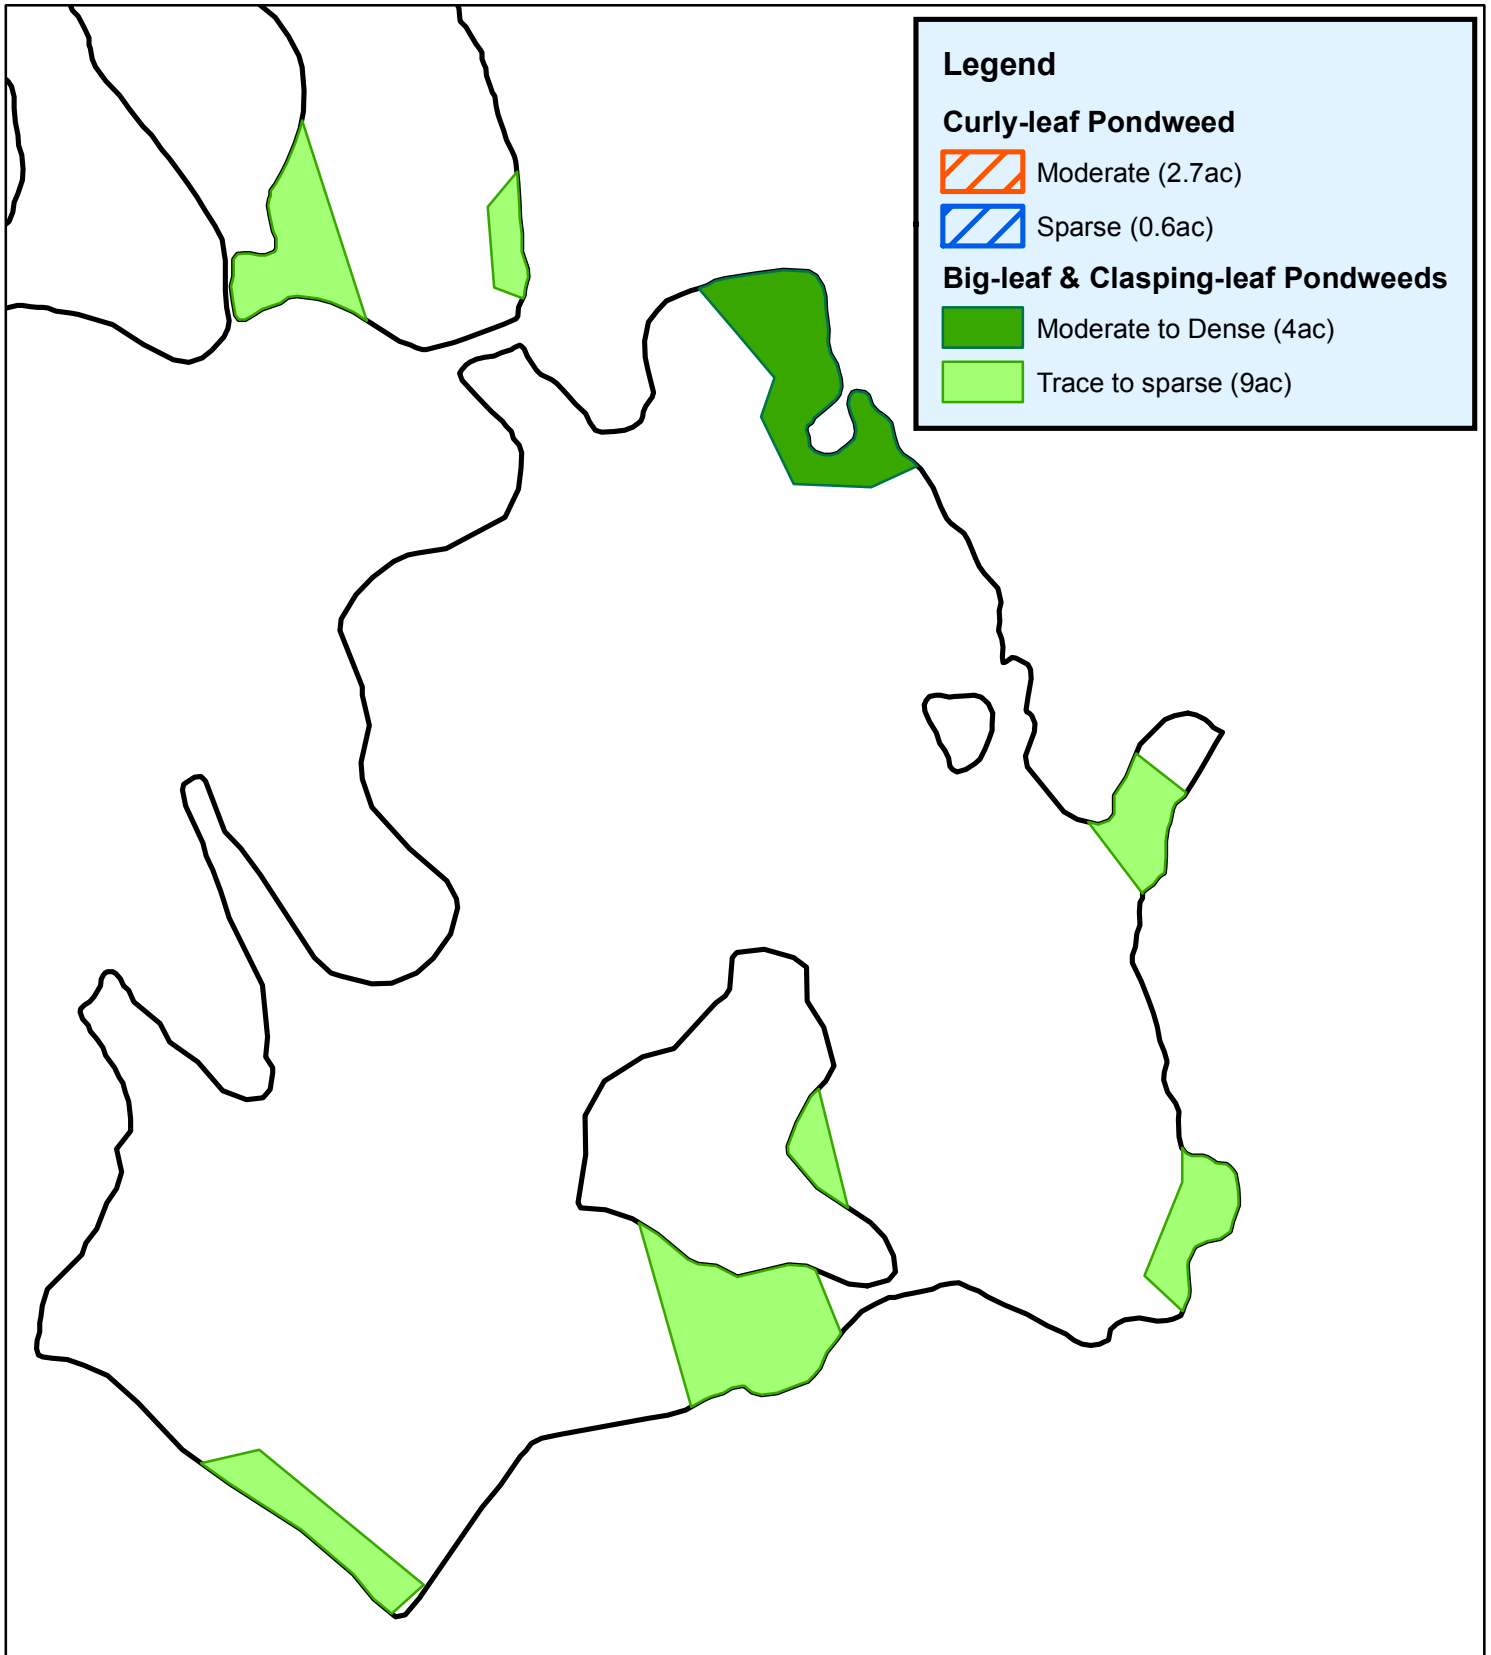 Legend
Curly-leaf Pondweed
Moderate (2.7ac)
Sparse (0.6ac)
Big-leaf & Clasping-leaf Pondweeds
Moderate to Dense (4ac)
Trace to sparse (9ac)